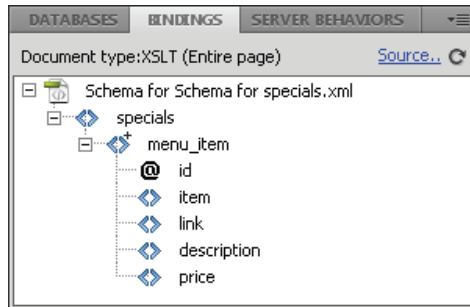 DATABASES BINDINGS SERVER BEHAVIORS
Document type:XSLT (Entire page) Source..
Schema for Schema for specials.xml
specials
menu_item
@ id
item
link
description
price